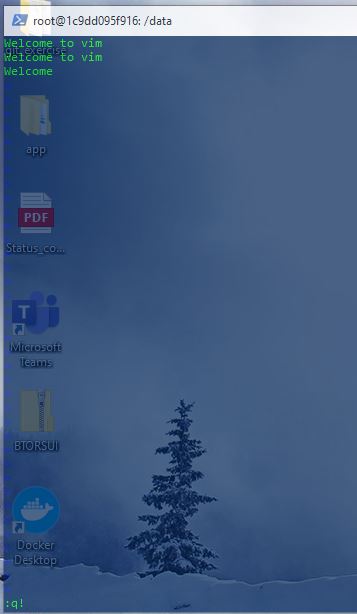 root@1c9dd095f916: /data
Welcome to vim
Welcome to vim
Welcome
git-exercise
app
PDF
Status_co...
T
Microsoft
Teams
BTORSUI
Docker
Desktop
:q!